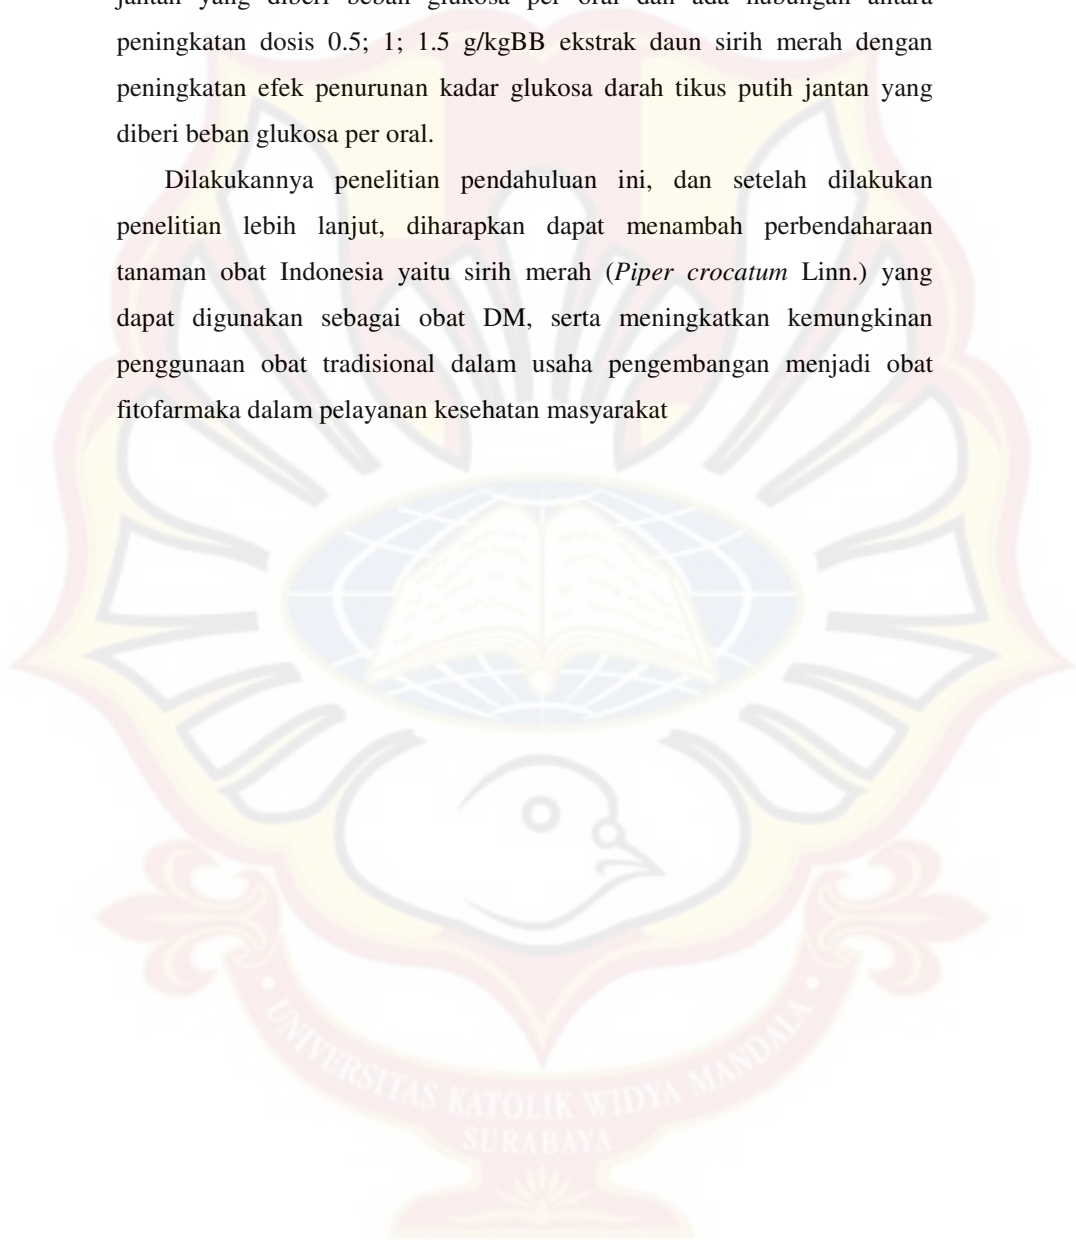 jantan yang diberi beban glukosa per oral dan ada hubungan antara
peningkatan dosis 0.5; 1; 1.5 g/kgBB ekstrak daun sirih merah dengan
peningkatan efek penurunan kadar glukosa darah tikus putih jantan yang
diberi beban glukosa per oral.
Dilakukannya penelitian pendahuluan ini, dan setelah dilakukan
penelitian lebih lanjut, diharapkan dapat menambah perbendaharaan
tanaman obat Indonesia yaitu sirih merah (Piper crocatum Linn.) yang
dapat digunakan sebagai obat DM, serta meningkatkan kemungkinan
penggunaan obat tradisional dalam usaha pengembangan menjadi obat
fitofarmaka dalam pelayanan kesehatan masyarakat
• UNIVERSITAS KATOLIK WIDYA MANDALA •
SURABAYA